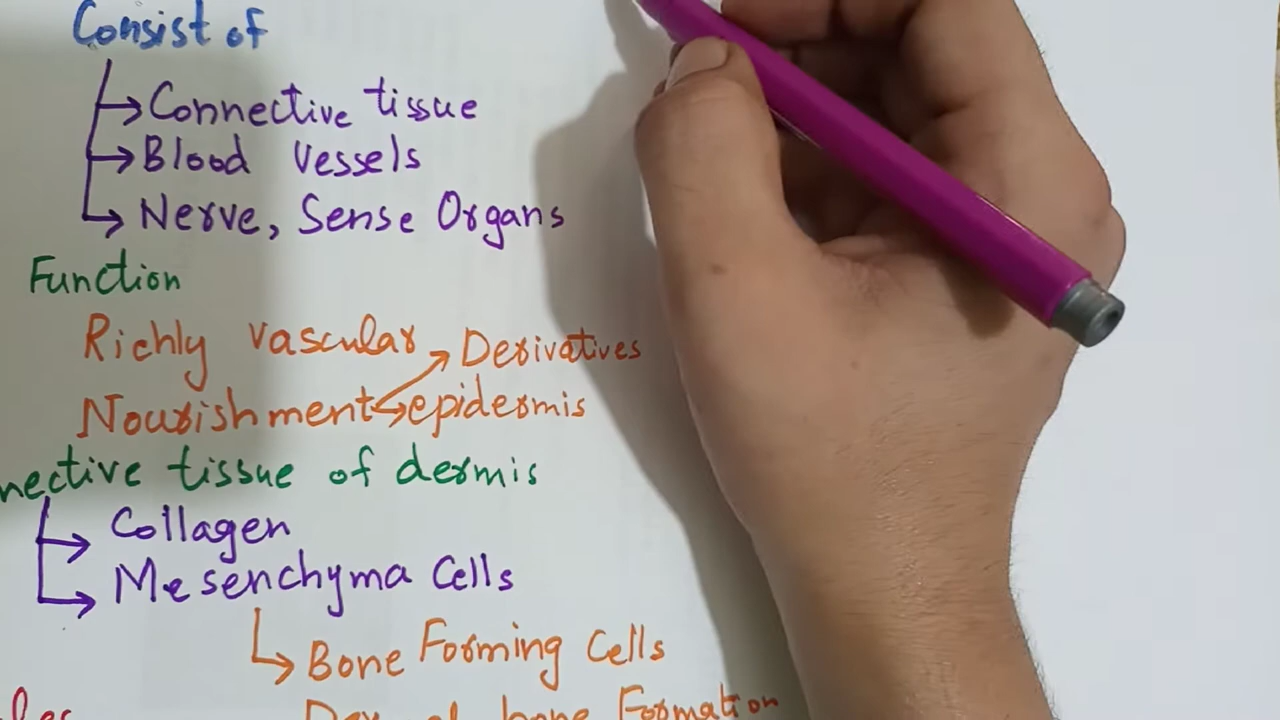 Consist of
Connective tissue
Blood vessels
Nerve, Sense Organs
Function
Richly vascular
Derivatives
Nourishment epidermis
nective tissue of dermis
Collagen
Mesenchyma Cells
Bone Forming Cells
bone Formation